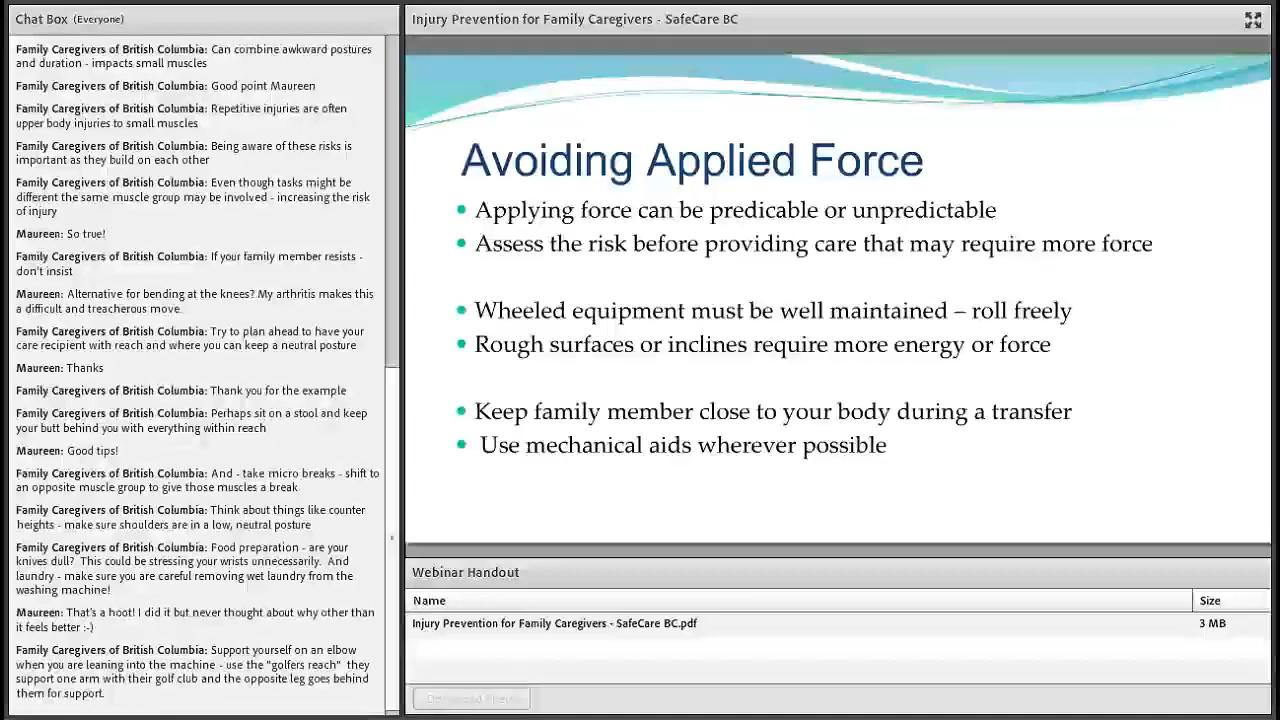 Chat Box (Everyone)
Family Caregivers of British Columbia: Can combine awkward postures
and duration - impacts small muscles
Family Caregivers of British Columbia: Good point Maureen
Family Caregivers of British Columbia: Repetitive injuries are often
upper body injuries to small muscles
Family Caregivers of British Columbia: Being aware of these risks is
important as they build on each other
Family Caregivers of British Columbia: Even though tasks might be
different the same muscle group may be involved - increasing the risk
of injury
Maureen: So true!
Family Caregivers of British Columbia: If your family member resists -
don't insist
Maureen: Alternative for bending at the knees? My arthritis makes this
a difficult and treacherous move.
Family Caregivers of British Columbia: Try to plan ahead to have your
care recipient with reach and where you can keep a neutral posture
Maureen: Thanks
Family Caregivers of British Columbia: Thank you for the example
Family Caregivers of British Columbia: Perhaps sit on a stool and keep
your butt behind you with everything within reach
Maureen: Good tips!
Family Caregivers of British Columbia: And - take micro breaks - shift to
an opposite muscle group to give those muscles a break
Family Caregivers of British Columbia: Think about things like counter
heights - make sure shoulders are in a low, neutral posture
Family Caregivers of British Columbia: Food preparation - are your
knives dull? This could be stressing your wrists unnecessarily. And
laundry - make sure you are careful removing wet laundry from the
washing machine!
Maureen: That's a hoot! I did it but never thought about why other than
it feels better :-)
Family Caregivers of British Columbia: Support yourself on an elbow
when you are leaning into the machine - use the "golfers reach" they
support one arm with their golf club and the opposite leg goes behind
them for support.
Injury Prevention for Family Caregivers - SafeCare BC
Avoiding Applied Force
• Applying force can be predicable or unpredictable
• Assess the risk before providing care that may require more force
• Wheeled equipment must be well maintained – roll freely
• Rough surfaces or inclines require more energy or force
• Keep family member close to your body during a transfer
• Use mechanical aids wherever possible
Webinar Handout
Name Size
Injury Prevention for Family Caregivers - SafeCare BC.pdf 3 MB